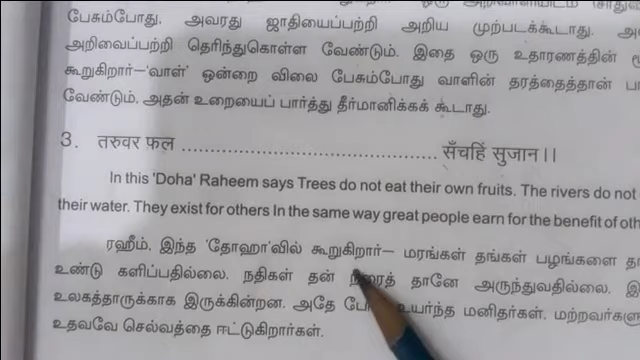 பேசும்போது, அவரது ஜாதியைப்பற்றி அறிய முற்படக்கூடாது.
அறிவைப்பற்றி தெரிந்துகொள்ள வேண்டும். இதை ஒரு உதாரணத்தின்
கூறுகிறார்–'வாள்' ஒன்றை விலை பேசும்போது வாளின் தரத்தைத்தான்
வேண்டும். அதன் உறையைப் பார்த்து தீர்மானிக்கக் கூடாது.
3. तरुवर फल ........................................ सँचहिं सुजान।।
In this 'Doha' Raheem says Trees do not eat their own fruits. The rivers do not
their water. They exist for others In the same way great people earn for the benefit of
ரஹீம், இந்த 'தோஹா'வில் கூறுகிறார்– மரங்கள் தங்கள் பழங்களை
உண்டு களிப்பதில்லை. நதிகள் தன் நீரைத் தானே அருந்துவதில்லை.
உலகத்தாருக்காக இருக்கின்றன. அதே உயர்ந்த மனிதர்கள்.
உதவவே செல்வத்தை ஈட்டுகிறார்கள்.